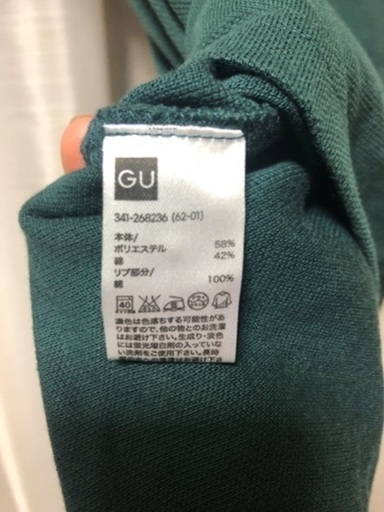 GU
341-268236 (62-01)
本体/
ポリエステル 58%
綿 42%
リブ部分/
綿 100%
40
濃色は色落ちする可能性があ
りますので、他の物とのお洗濯
はお避け下さい。生成り・淡色
には蛍光増白剤の入っていな
い洗剤をご使用下さい。長時